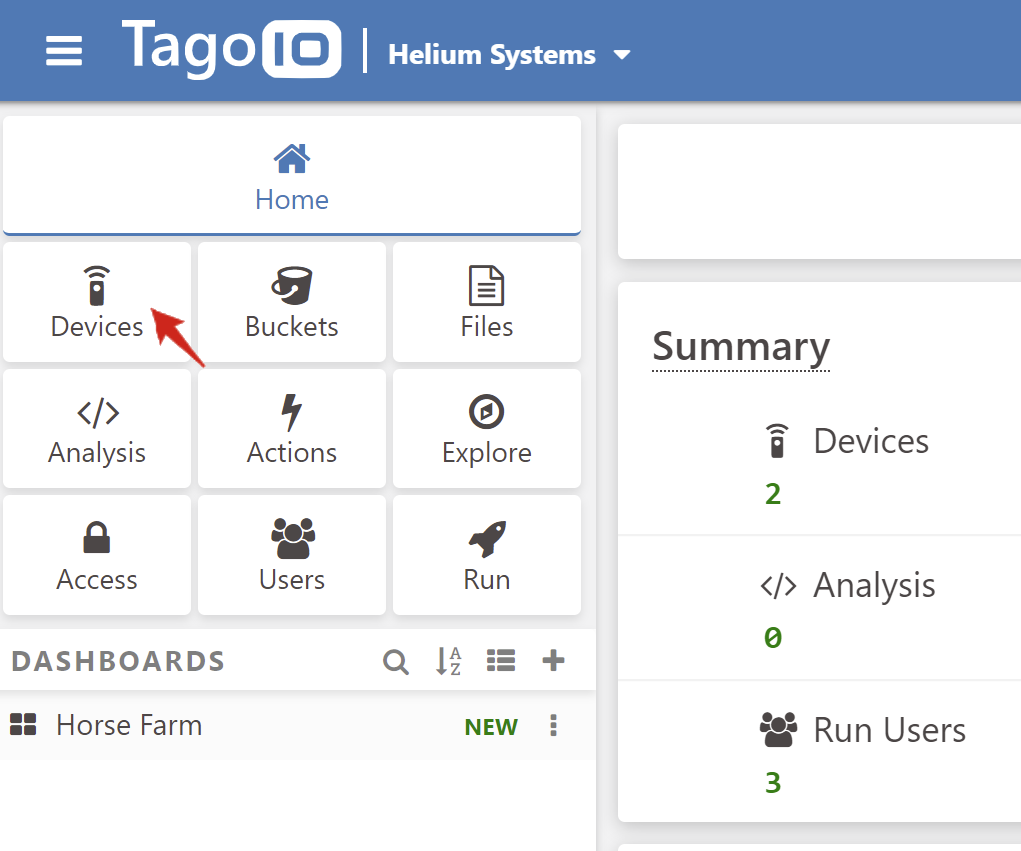 TagoIO | Helium Systems
Home
Devices
Buckets
Files
Analysis
Actions
Explore
Access
Users
Run
DASHBOARDS
Horse Farm
NEW
Summary
Devices
2
Analysis
0
Run Users
3